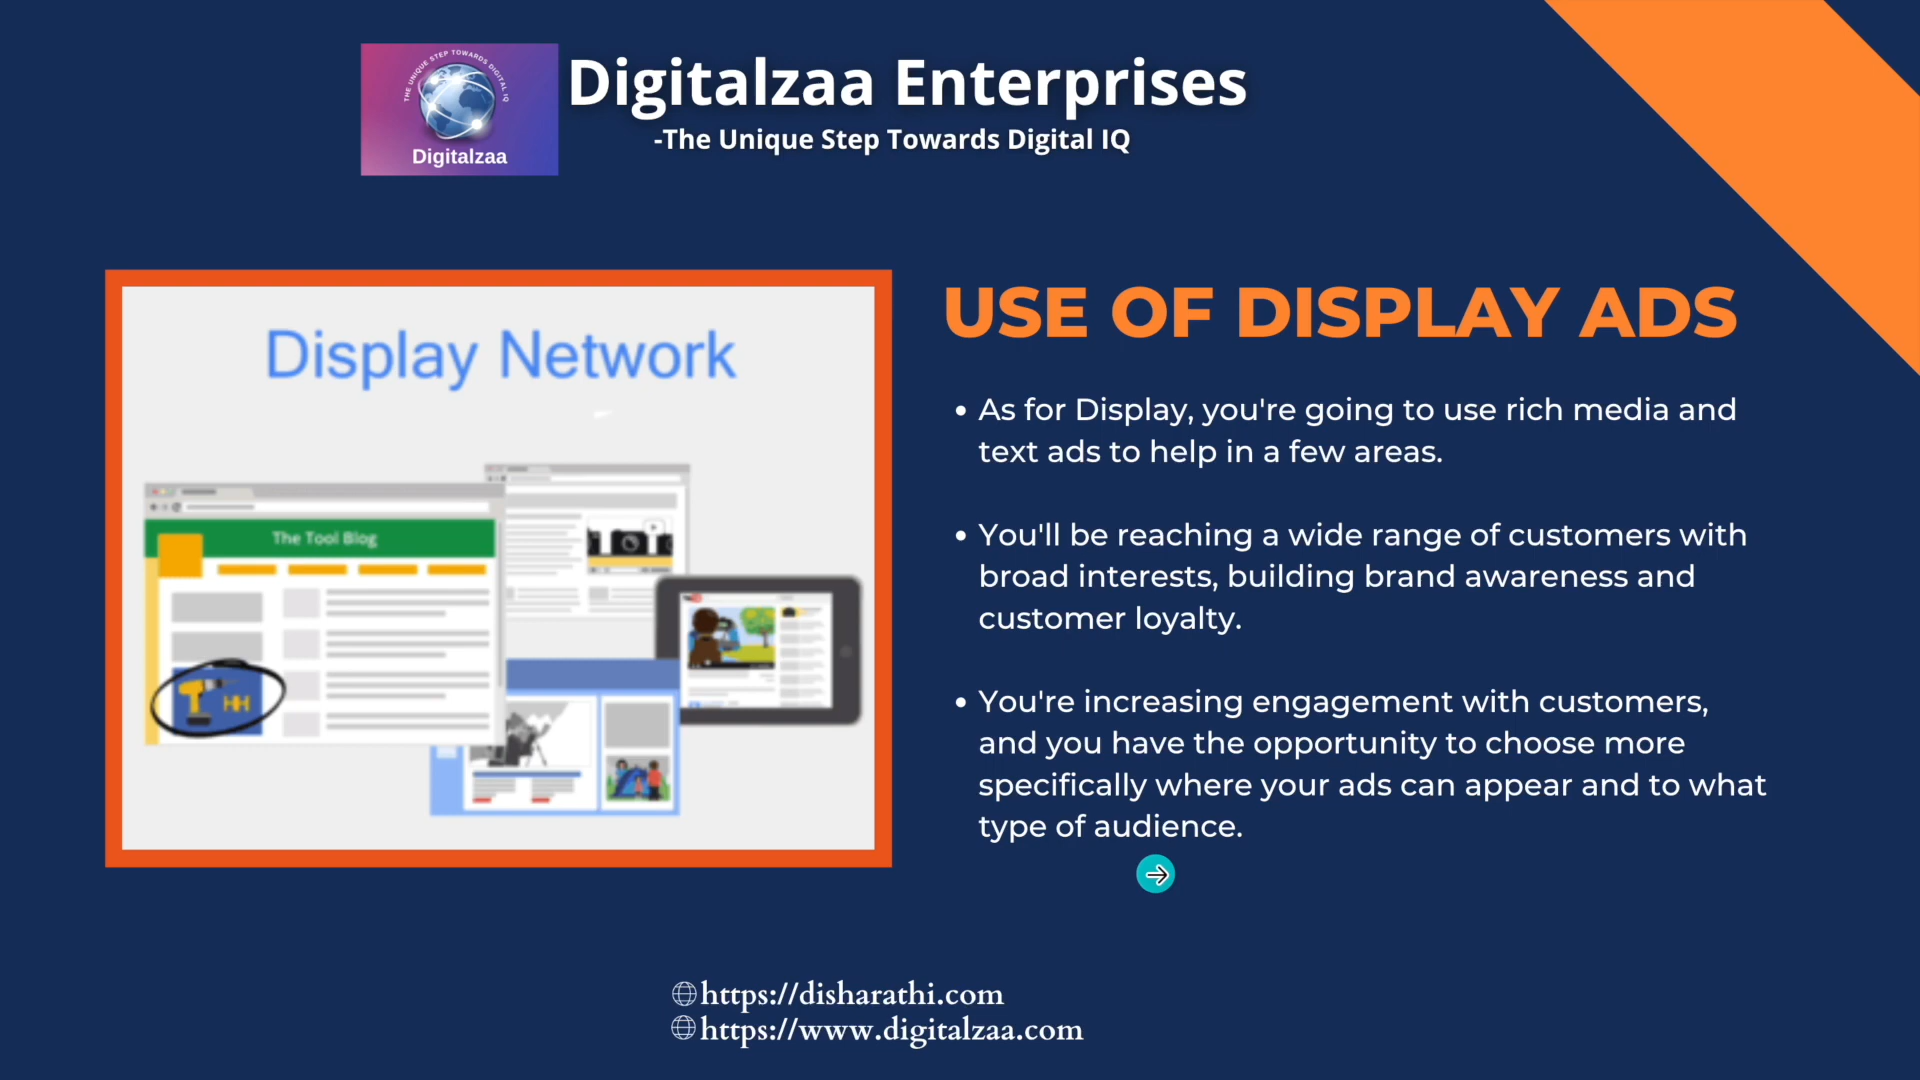 THE UNIQUE STEP TOWARDS DIGITAL IQ
Digitalzaa
Digitalzaa Enterprises
-The Unique Step Towards Digital IQ
Display Network
The Tool Blog
HH
USE OF DISPLAY ADS
• As for Display, you're going to use rich media and
text ads to help in a few areas.
• You'll be reaching a wide range of customers with
broad interests, building brand awareness and
customer loyalty.
• You're increasing engagement with customers,
and you have the opportunity to choose more
specifically where your ads can appear and to what
type of audience.
https://disharathi.com
https://www.digitalzaa.com